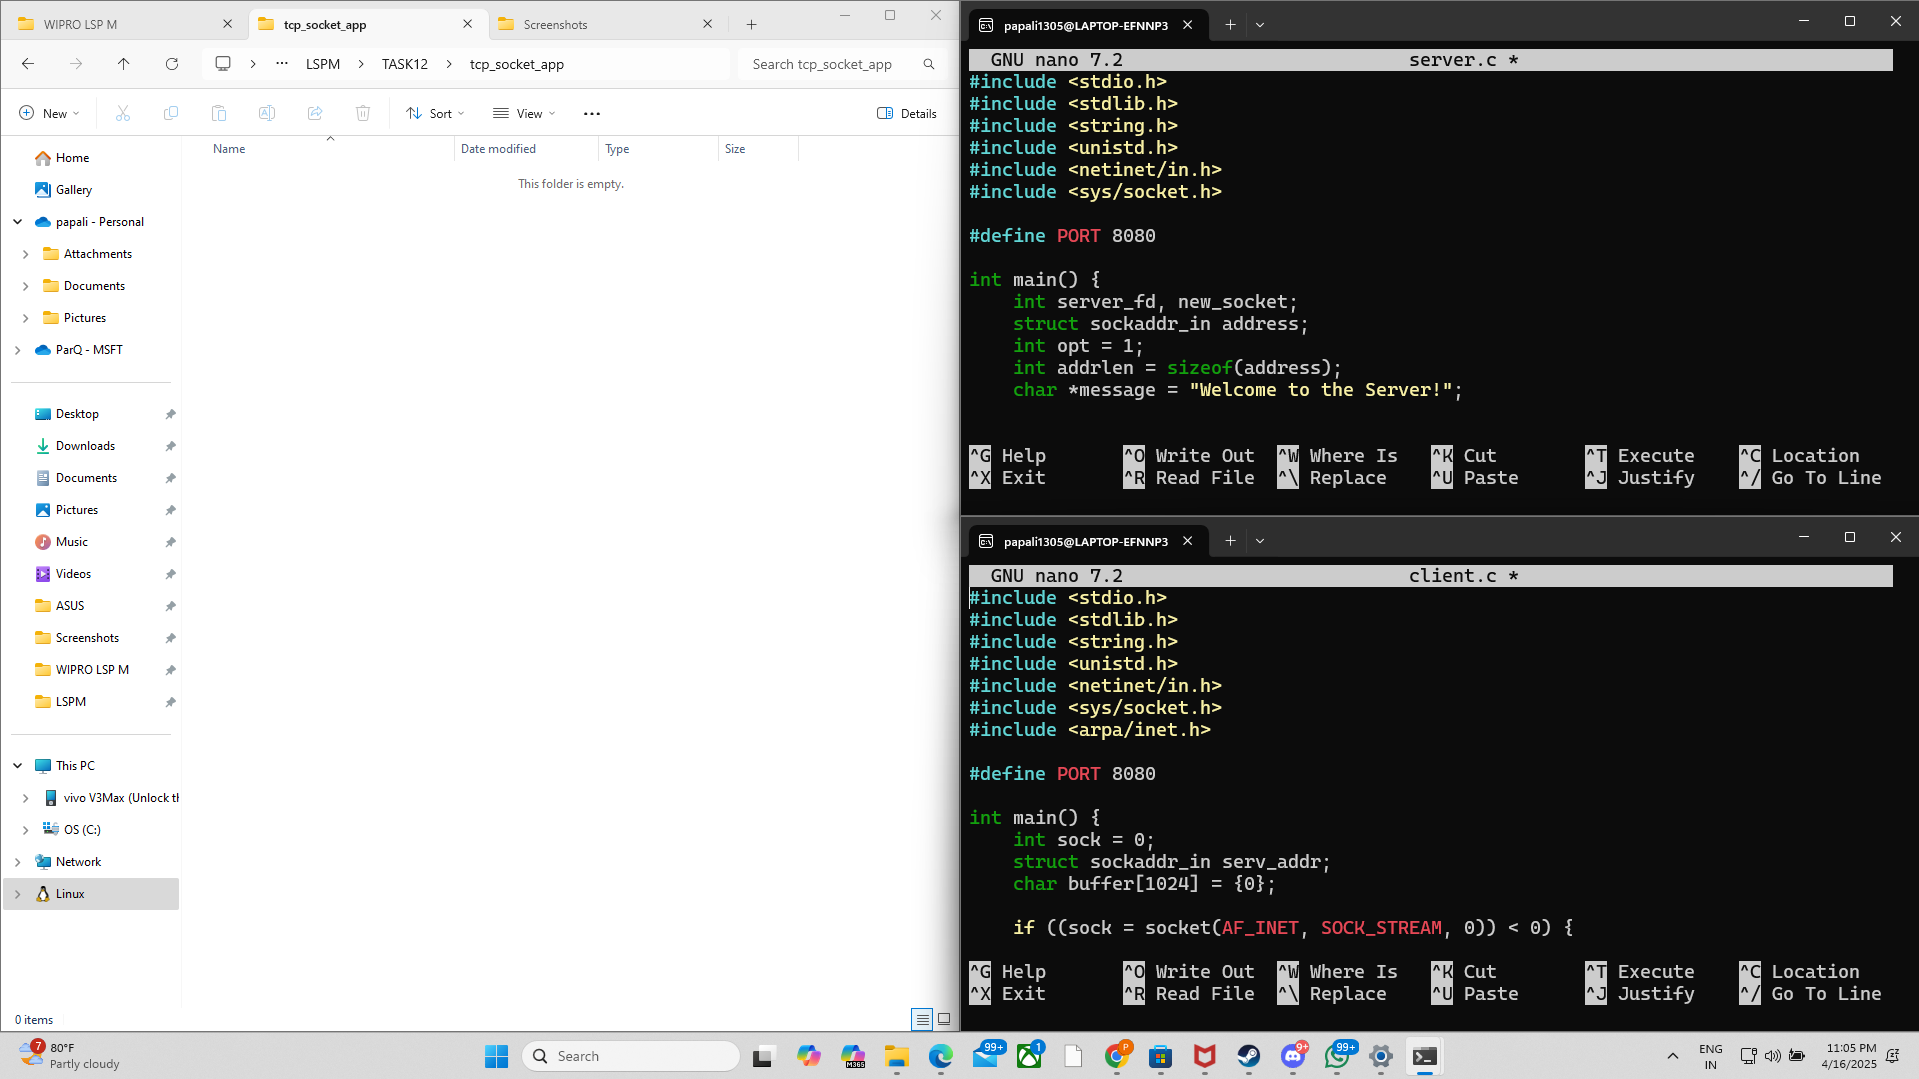 WIPRO LSP M
tcp_socket_app
Screenshots
LSPM
TASK12
tcp_socket_app
Search tcp_socket_app
New
Sort
View
Details
Name
Date modified
Type
Size
This folder is empty.
Home
Gallery
papali - Personal
Attachments
Documents
Pictures
ParQ - MSFT
Desktop
Downloads
Documents
Pictures
Music
Videos
ASUS
Screenshots
WIPRO LSP M
LSPM
This PC
vivo V3Max (Unlock th
OS (C:)
Network
Linux
0 items
papali1305@LAPTOP-EFNNP3
GNU nano 7.2 server.c *
#include <stdio.h>
#include <stdlib.h>
#include <string.h>
#include <unistd.h>
#include <netinet/in.h>
#include <sys/socket.h>
#define PORT 8080
int main() {
    int server_fd, new_socket;
    struct sockaddr_in address;
    int opt = 1;
    int addrlen = sizeof(address);
    char *message = "Welcome to the Server!";
^G Help ^O Write Out ^W Where Is ^K Cut ^T Execute ^C Location
^X Exit ^R Read File ^\ Replace ^U Paste ^J Justify ^/ Go To Line
papali1305@LAPTOP-EFNNP3
GNU nano 7.2 client.c *
#include <stdio.h>
#include <stdlib.h>
#include <string.h>
#include <unistd.h>
#include <netinet/in.h>
#include <sys/socket.h>
#include <arpa/inet.h>
#define PORT 8080
int main() {
    int sock = 0;
    struct sockaddr_in serv_addr;
    char buffer[1024] = {0};
    if ((sock = socket(AF_INET, SOCK_STREAM, 0)) < 0) {
^G Help ^O Write Out ^W Where Is ^K Cut ^T Execute ^C Location
^X Exit ^R Read File ^\ Replace ^U Paste ^J Justify ^/ Go To Line
7
80°F
Partly cloudy
Search
M365
99+
1
P
9+
99+
ENG
IN
11:05 PM
4/16/2025